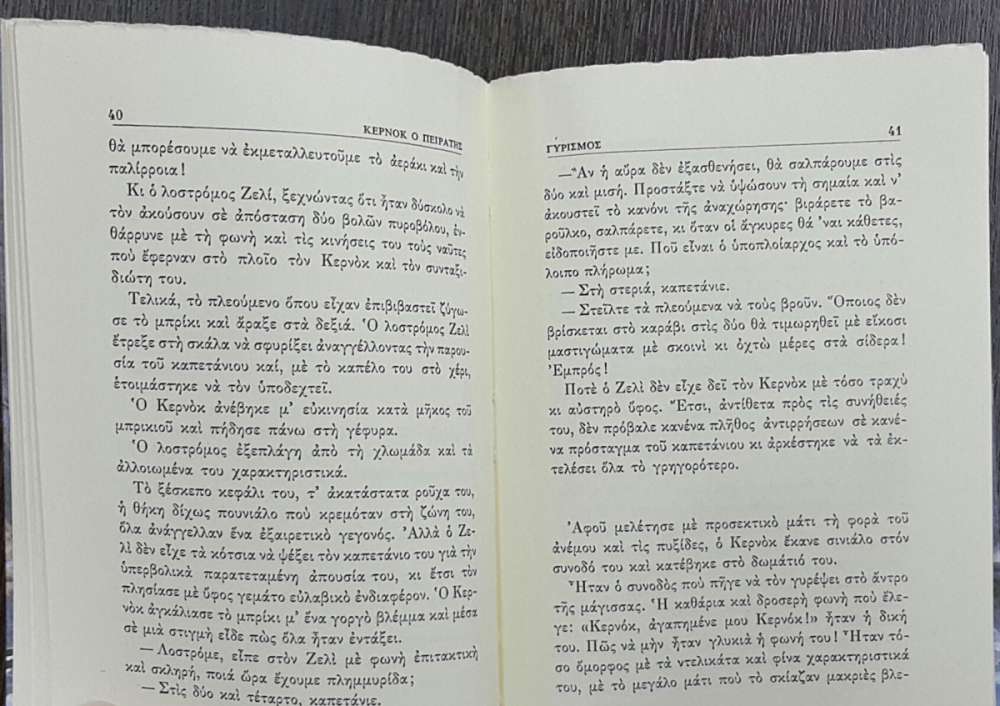 40
ΚΕΡΝΟΚ Ο ΠΕΙΡΑΤΗΣ
θὰ μπορέσουμε νὰ ἐκμεταλλευτοῦμε τὸ ἀεράκι καὶ τὴν
παλίρροια!
Κι ὁ λοστρόμος Ζελί, ξεχνώντας ὅτι ἦταν δύσκολο νὰ
τὸν ἀκούσουν σὲ ἀπόσταση δύο βολῶν πυροβόλου, ἐν-
θάρρυνε μὲ τὴ φωνὴ καὶ τὶς κινήσεις του τοὺς ναῦτες
ποὺ ἔφερναν στὸ πλοῖο τὸν Κερνὸκ καὶ τὸν συνταξι-
διώτη του.
Τελικά, τὸ πλεούμενο ὅπου εἶχαν ἐπιβιβαστεῖ ζύγω-
σε τὸ μπρίκι καὶ ἄραξε στὰ δεξιά. Ὁ λοστρόμος Ζελὶ
ἔτρεξε στὴ σκάλα νὰ σφυρίξει ἀναγγέλλοντας τὴν παρου-
σία τοῦ καπετάνιου καί, μὲ τὸ καπέλο του στὸ χέρι,
ἑτοιμάστηκε νὰ τὸν ὑποδεχτεῖ.
Ὁ Κερνὸκ ἀνέβηκε μ’ εὐκινησία κατὰ μῆκος τοῦ
μπρικιοῦ καὶ πήδησε πάνω στὴ γέφυρα.
Ὁ λοστρόμος ἐξεπλάγη ἀπὸ τὴ χλωμάδα καὶ τὰ
ἀλλοιωμένα του χαρακτηριστικά.
Τὸ ξέσκεπο κεφάλι του, τ’ ἀκατάστατα ροῦχα του,
ἡ θήκη δίχως πουνιάλο ποὺ κρεμόταν στὴ ζώνη του,
ὅλα ἀνάγγελλαν ἕνα ἐξαιρετικὸ γεγονός. Ἀλλὰ ὁ Ζε-
λὶ δὲν εἶχε τὰ κότσια νὰ ψέξει τὸν καπετάνιο του γιὰ τὴν
ὑπερβολικὰ παρατεταμένη ἀπουσία του, κι ἔτσι τὸν
πλησίασε μὲ ὕφος γεμάτο εὐλαβικὸ ἐνδιαφέρον. Ὁ Κερ-
νὸκ ἀγκάλιασε τὸ μπρίκι μ’ ἕνα γοργὸ βλέμμα καὶ μέσα
σὲ μιὰ στιγμὴ εἶδε πὼς ὅλα ἦταν ἐντάξει.
— Λοστρόμε, εἶπε στὸν Ζελὶ μὲ φωνὴ ἐπιτακτικὴ
καὶ σκληρή, ποιά ὥρα ἔχουμε πλημμυρίδα;
— Στὶς δύο καὶ τέταρτο, καπετάνιε.
ΓΥΡΙΣΜΟΣ
41
—Ἂν ἡ αὔρα δὲν ἐξασθενήσει, θὰ σαλπάρουμε στὶς
δύο καὶ μισή. Προστάξτε νὰ ὑψώσουν τὴ σημαία καὶ ν’
ἀκουστεῖ τὸ κανόνι τῆς ἀναχώρησης· βιράρετε τὸ βα-
ροῦλκο, σαλπάρετε, κι ὅταν οἱ ἄγκυρες θά ’ναι κάθετες,
εἰδοποιῆστε με. Ποῦ εἶναι ὁ ὑποπλοίαρχος καὶ τὸ ὑπό-
λοιπο πλήρωμα;
— Στὴ στεριά, καπετάνιε.
— Στεῖλτε τὰ πλεούμενα νὰ τοὺς βροῦν. Ὅποιος δὲν
βρίσκεται στὸ καράβι στὶς δύο θὰ τιμωρηθεῖ μὲ εἴκοσι
μαστιγώματα μὲ σκοινὶ κι ὀχτὼ μέρες στὰ σίδερα!
Ἐμπρός!
Ποτὲ ὁ Ζελὶ δὲν εἶχε δεῖ τὸν Κερνὸκ μὲ τόσο τραχὺ
κι αὐστηρὸ ὕφος. Ἔτσι, ἀντίθετα πρὸς τὶς συνήθειές
του, δὲν πρόβαλε κανένα πλῆθος ἀντιρρήσεων σὲ κανέ-
να πρόσταγμα τοῦ καπετάνιου κι ἀρκέστηκε νὰ τὰ ἐκ-
τελέσει ὅλα τὸ γρηγορότερο.
Ἀφοῦ μελέτησε μὲ προσεκτικὸ μάτι τὴ φορὰ τοῦ
ἀνέμου καὶ τὶς πυξίδες, ὁ Κερνὸκ ἔκανε σινιάλο στόν
συνοδό του καὶ κατέβηκε στὸ δωμάτιό του.
Ἦταν ὁ συνοδὸς ποὺ πῆγε νὰ τὸν γυρέψει στὸ ἄντρο
τῆς μάγισσας. Ἡ καθάρια καὶ δροσερὴ φωνὴ ποὺ ἔλε-
γε: «Κερνόκ, ἀγαπημένε μου Κερνόκ!» ἦταν ἡ δική
του. Πῶς νὰ μὴν ἦταν γλυκιὰ ἡ φωνή του! Ἦταν τό-
σο ὄμορφος μὲ τὰ ντελικάτα καὶ φίνα χαρακτηριστικά
του, μὲ τὸ μεγάλο μάτι ποὺ τὸ σκίαζαν μακριὲς βλε-